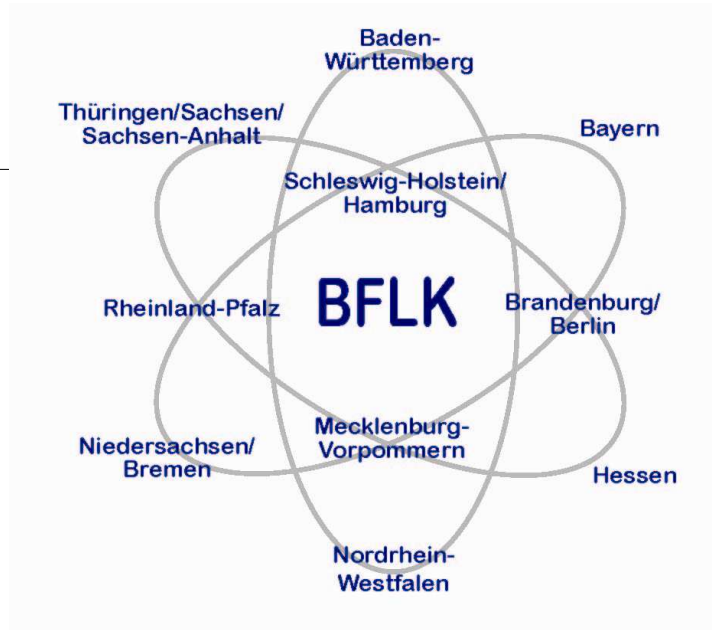 Baden-
Württemberg
Thüringen/Sachsen/
Sachsen-Anhalt
Bayern
Schleswig-Holstein/
Hamburg
Rheinland-Pfalz
BFLK
Brandenburg/
Berlin
Mecklenburg-
Vorpommern
Niedersachsen/
Bremen
Hessen
Nordrhein-
Westfalen